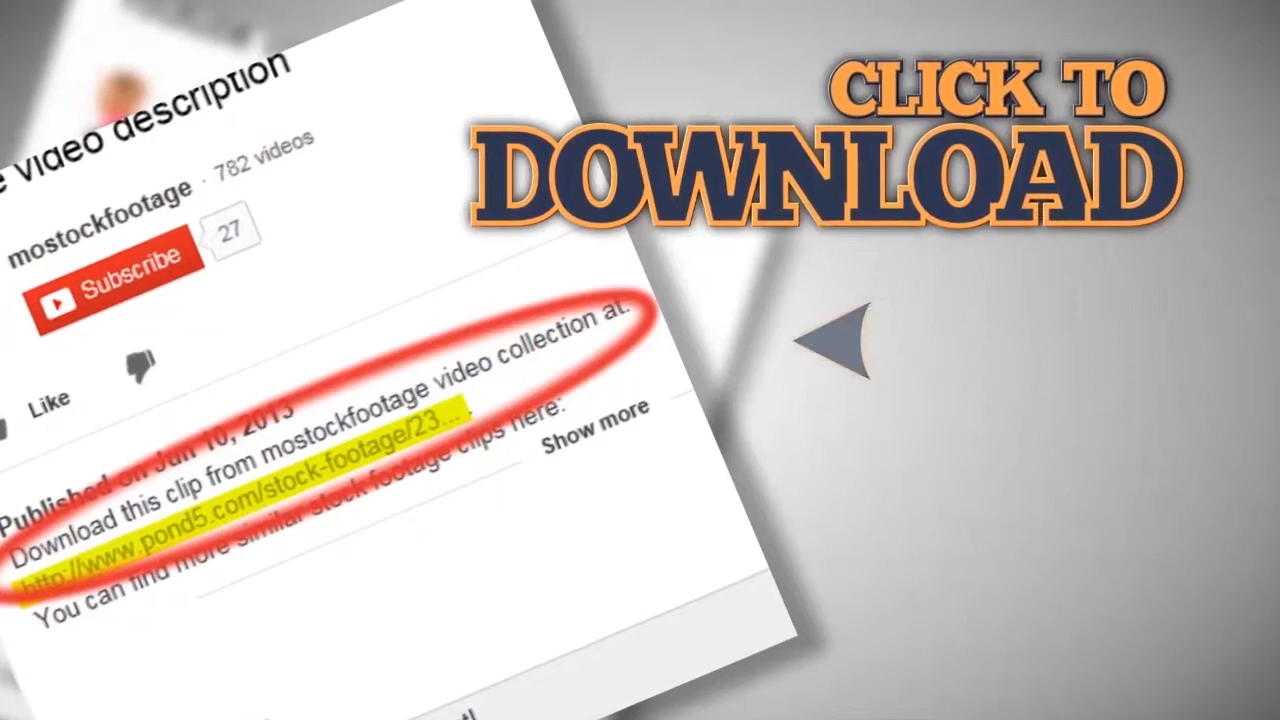 CLICK TO
DOWNLOAD
video description
mostockfootage · 782 videos
Subscribe
27
Like
Published on Jun 10, 2013
Download this clip from mostockfootage video collection at:
http://www.pond5.com/stock-footage/23... .
You can find more similar stock footage clips here:
Show more